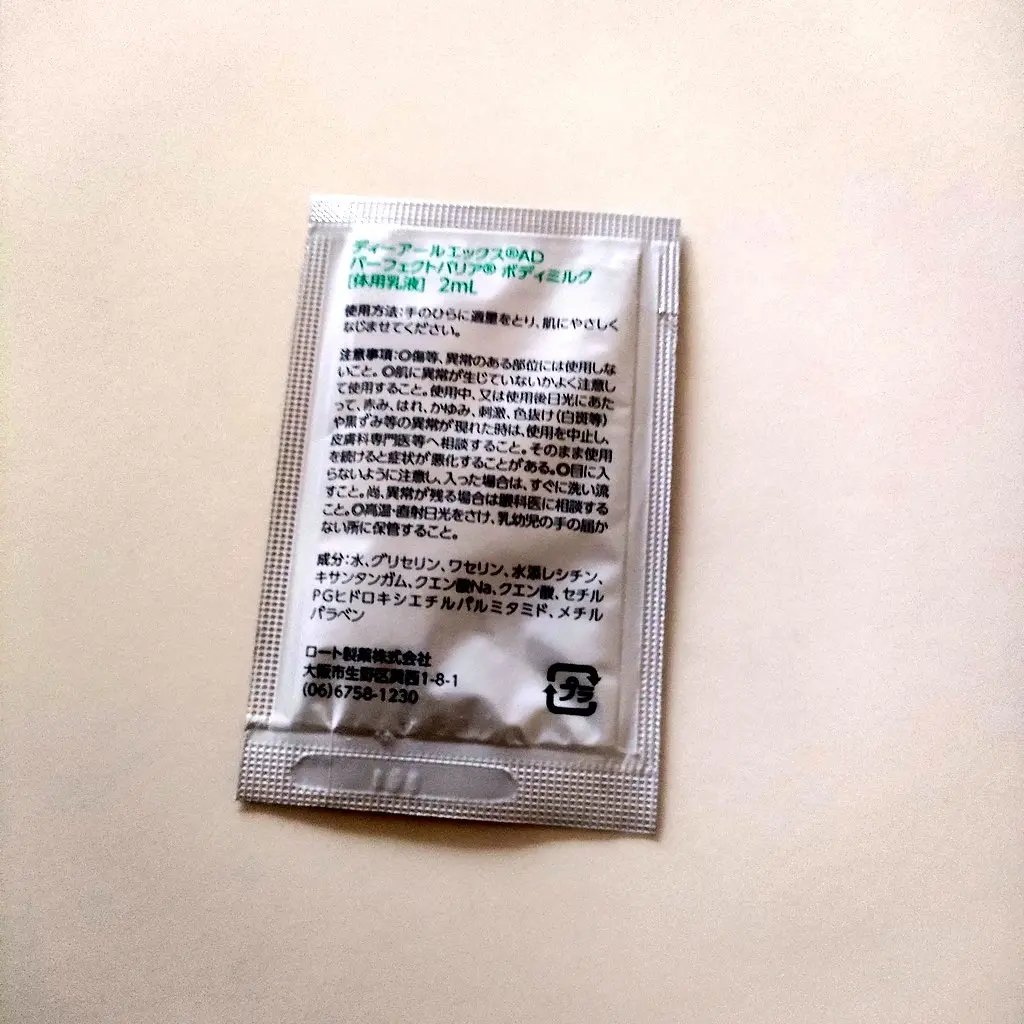 ディーアールエックス®AD
パーフェクトバリア® ボディミルク
[体用乳液] 2mL
使用方法:手のひらに適量をとり、肌にやさしく
なじませてください。
注意事項:○傷等、異常のある部位には使用しな
いこと。○肌に異常が生じていないかよく注意し
て使用すること。使用中、又は使用後日光にあた
って、赤み、はれ、かゆみ、刺激、色抜け(白斑等)
や黒ずみ等の異常が現れた時は、使用を中止し、
皮膚科専門医等へ相談すること。そのまま使用
を続けると症状が悪化することがある。○目に入
らないように注意し、入った場合は、すぐに洗い流
すこと。尚、異常が残る場合は眼科医に相談する
こと。○高温・直射日光をさけ、乳幼児の手の届か
ない所に保管すること。
成分:水、グリセリン、ワセリン、水添レシチン、
キサンタンガム、クエン酸Na、クエン酸、セチル
PGヒドロキシエチルパルミタミド、メチル
パラベン
ロート製薬株式会社
大阪市生野区巽西1-8-1
(06)6758-1230
プラ